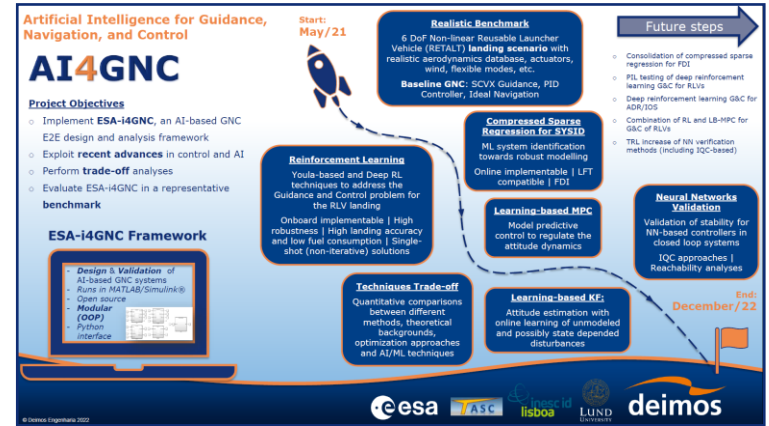 Artificial Intelligence for Guidance,
Navigation, and Control
AI4GNC
Project Objectives
o Implement ESA-i4GNC, an AI-based GNC
E2E design and analysis framework
o Exploit recent advances in control and AI
o Perform trade-off analyses
o Evaluate ESA-i4GNC in a representative
benchmark
ESA-i4GNC Framework
- Design & Validation of
AI-based GNC systems
- Runs in MATLAB/Simulink®
- Open source
- Modular
(OOP)
- Python
interface
Start:
May/21
Realistic Benchmark
6 DoF Non-linear Reusable Launcher
Vehicle (RETALT) landing scenario with
realistic aerodynamics database, actuators,
wind, flexible modes, etc.
Baseline GNC: SCVX Guidance, PID
Controller, Ideal Navigation
Compressed Sparse
Regression for SYSID
ML system identification
towards robust modelling
Online implementable | LFT
compatible | FDI
Reinforcement Learning
Youla-based and Deep RL
techniques to address the
Guidance and Control problem for
the RLV landing
Onboard implementable | High
robustness | High landing accuracy
and low fuel consumption | Single-
shot (non-iterative) solutions
Learning-based MPC
Model predictive
control to regulate the
attitude dynamics
Techniques Trade-off
Quantitative comparisons
between different
methods, theoretical
backgrounds,
optimization approaches
and AI/ML techniques
Learning-based KF:
Attitude estimation with
online learning of unmodeled
and possibly state depended
disturbances
Neural Networks
Validation
Validation of stability for
NN-based controllers in
closed loop systems
IQC approaches |
Reachability analyses
End:
December/22
Future steps
o Consolidation of compressed sparse
regression for FDI
o PIL testing of deep reinforcement
learning G&C for RLVs
o Deep reinforcement learning G&C for
ADR/IOS
o Combination of RL and LB-MPC for
G&C of RLVs
o TRL increase of NN verification
methods (including IQC-based)
esa
TASC
inesc id
lisboa
LUND
UNIVERSITY
deimos
© Deimos Engenharia 2022